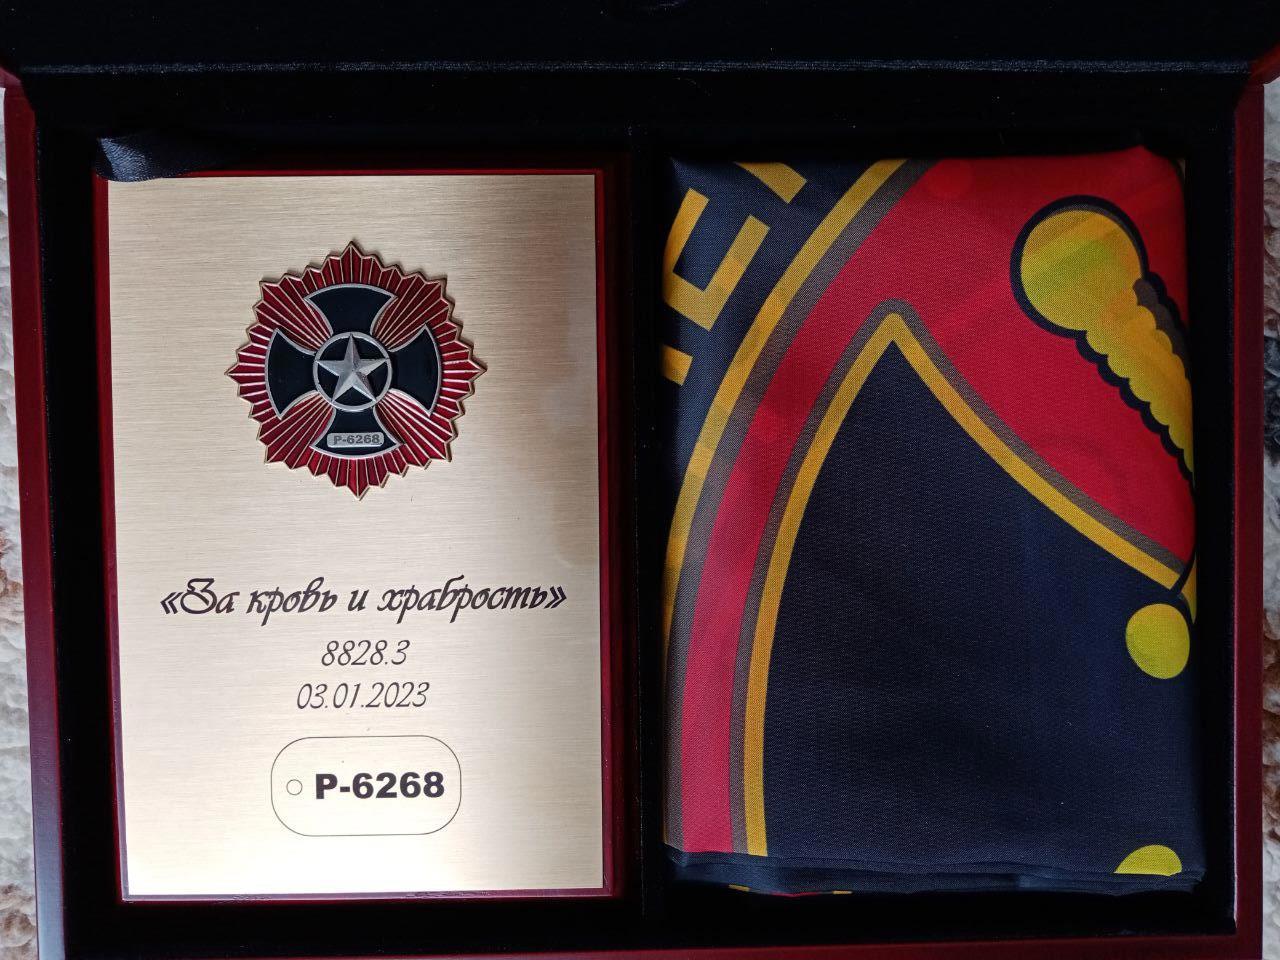 Р-6268
«За кровь и храбрость»
8828.3
03.01.2023
Р-6268